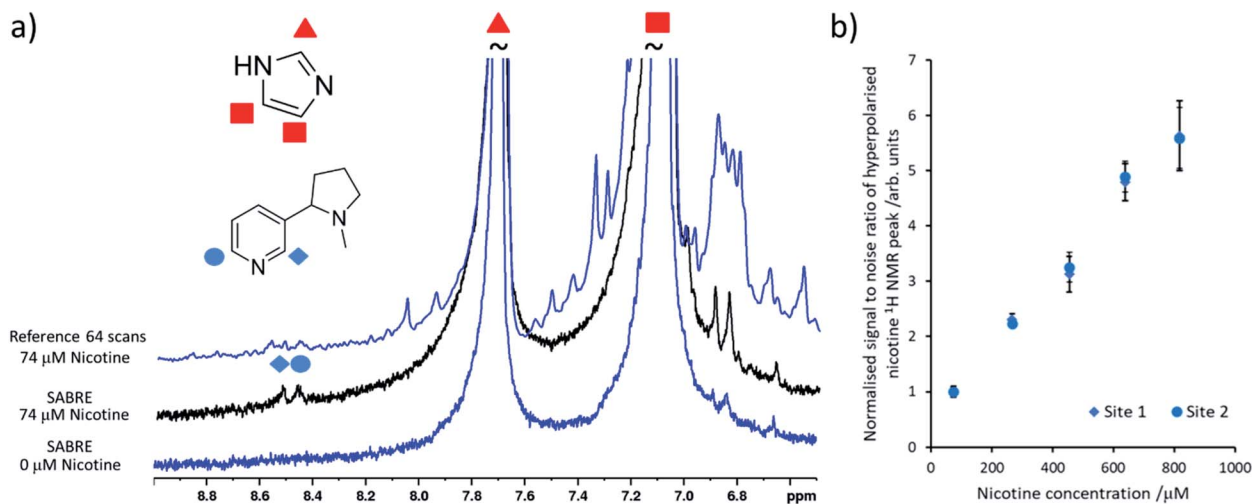 a)
HN
N
N
N
~
~
Reference 64 scans
74 μM Nicotine
SABRE
74 μM Nicotine
SABRE
0 μM Nicotine
8.8 8.6 8.4 8.2 8.0 7.8 7.6 7.4 7.2 7.0 6.8 ppm
b)
Normalised signal to noise ratio of hyperpolarised
nicotine ¹H NMR peak /arb. units
7
6
5
4
3
2
1
0
0 200 400 600 800 1000
Site 1 Site 2
Nicotine concentration /μM